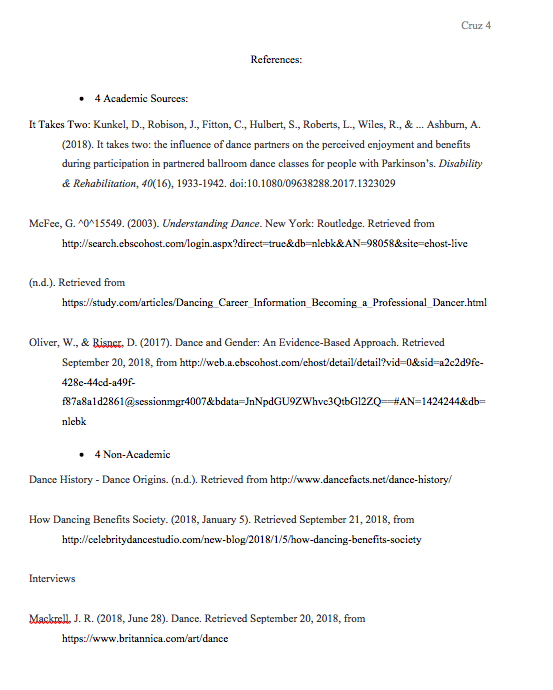 Cruz 4
References:
• 4 Academic Sources:
It Takes Two: Kunkel, D., Robison, J., Fitton, C., Hulbert, S., Roberts, L., Wiles, R., & ... Ashburn, A.
(2018). It takes two: the influence of dance partners on the perceived enjoyment and benefits
during participation in partnered ballroom dance classes for people with Parkinson's. Disability
& Rehabilitation, 40(16), 1933-1942. doi:10.1080/09638288.2017.1323029
McFee, G. ^0^15549. (2003). Understanding Dance. New York: Routledge. Retrieved from
http://search.ebscohost.com/login.aspx?direct=true&db=nlebk&AN=98058&site=ehost-live
(n.d.). Retrieved from
https://study.com/articles/Dancing_Career_Information_Becoming_a_Professional_Dancer.html
Oliver, W., & Risner, D. (2017). Dance and Gender: An Evidence-Based Approach. Retrieved
September 20, 2018, from http://web.a.ebscohost.com/ehost/detail/detail?vid=0&sid=a2c2d9fc-
428e-44cd-a49f-
f87a8a1d2861@sessionmgr4007&bdata=JnNpdGU9ZWhvc3QtbGl2ZQ==#AN=1424244&db=
nlebk
• 4 Non-Academic
Dance History - Dance Origins. (n.d.). Retrieved from http://www.dancefacts.net/dance-history/
How Dancing Benefits Society. (2018, January 5). Retrieved September 21, 2018, from
http://celebritydancestudio.com/new-blog/2018/1/5/how-dancing-benefits-society
Interviews
Mackrell, J. R. (2018, June 28). Dance. Retrieved September 20, 2018, from
https://www.britannica.com/art/dance